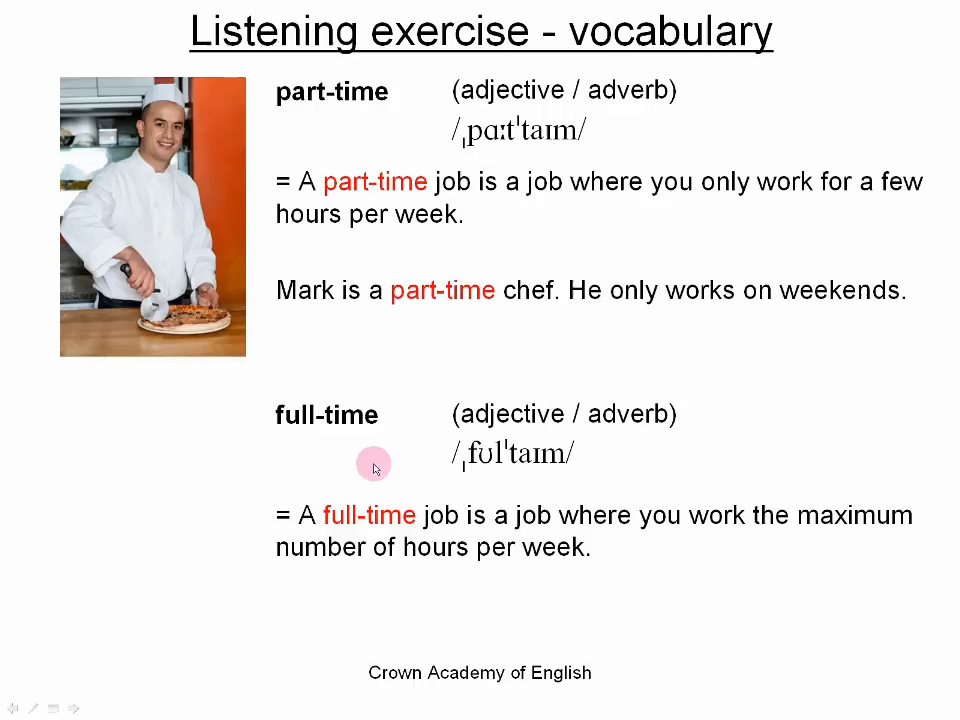 Listening exercise - vocabulary
part-time (adjective / adverb)
/ˌpɑːtˈtaɪm/
= A part-time job is a job where you only work for a few
hours per week.
Mark is a part-time chef. He only works on weekends.
full-time (adjective / adverb)
/ˌfʊlˈtaɪm/
= A full-time job is a job where you work the maximum
number of hours per week.
Crown Academy of English